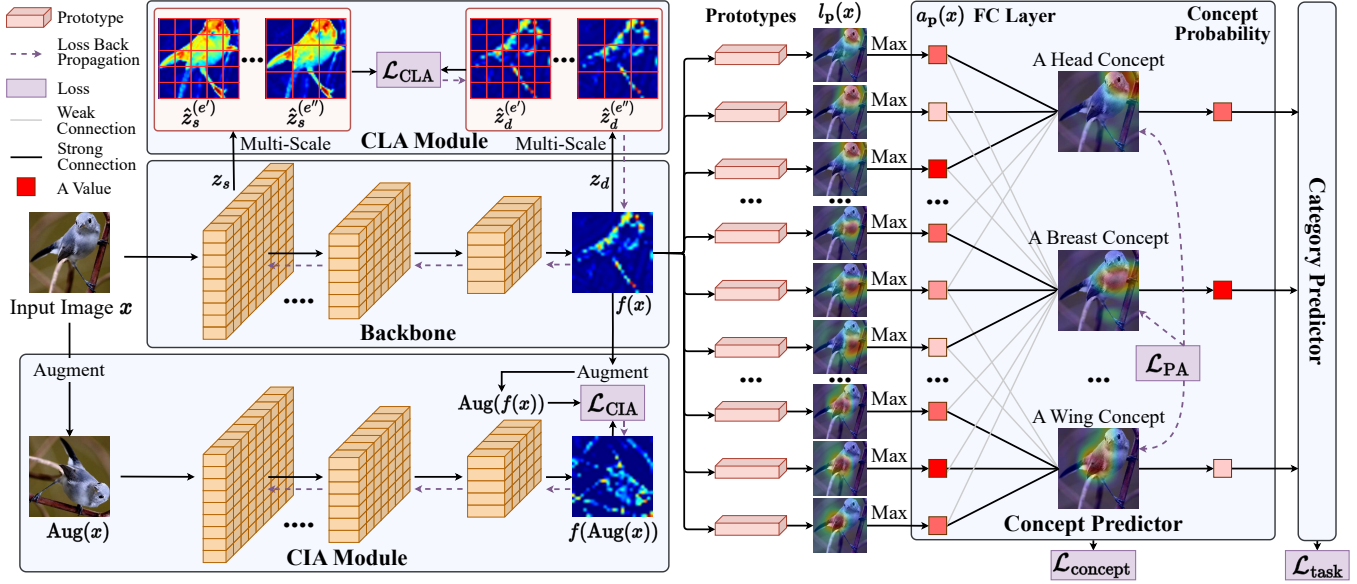 Prototype
Loss Back
Propagation
Loss
Weak
Connection
Strong
Connection
A Value
Input Image x
Augment
Aug(x)
ẑ_s^(e′)
•••
ẑ_s^(e″)
L_CLA
ẑ_d^(e′)
•••
ẑ_d^(e″)
Multi-Scale
CLA Module
Multi-Scale
z_s
z_d
••••
Backbone
f(x)
Augment
Aug(f(x))
L_CIA
••••
f(Aug(x))
CIA Module
Prototypes
l_p(x)
a_p(x)
FC Layer
Concept
Probability
Max
Max
Max
•••
•••
•••
Max
Max
Max
•••
•••
•••
Max
Max
Max
A Head Concept
A Breast Concept
L_PA
•••
A Wing Concept
Concept Predictor
L_concept
Category Predictor
L_task